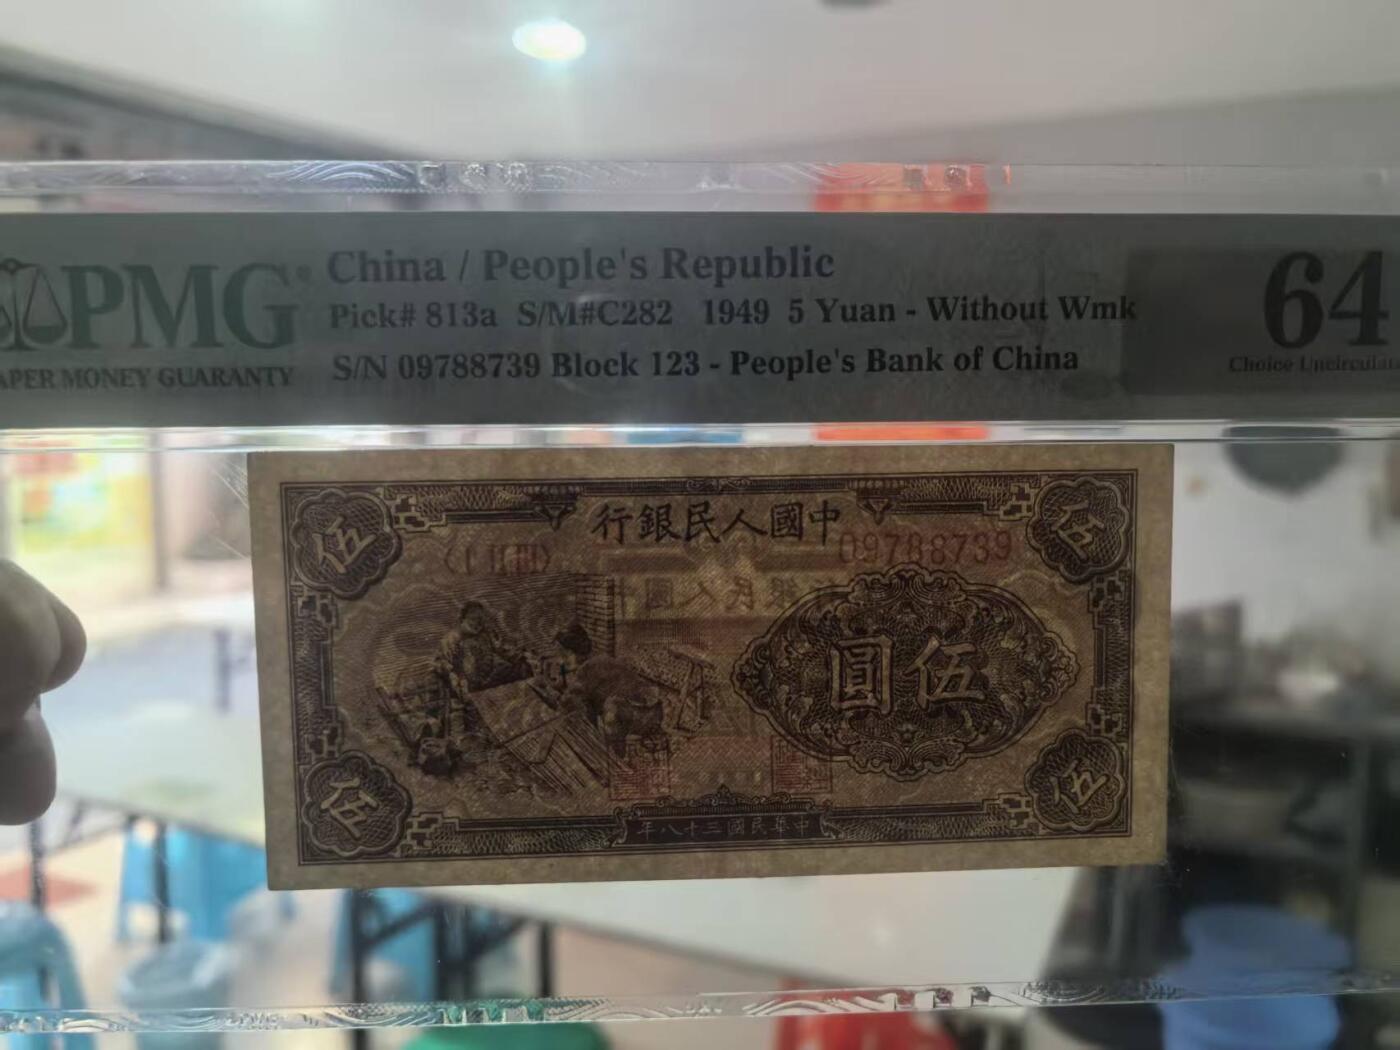 PMG
PAPER MONEY GUARANTY
China / People's Republic
Pick# 813a S/M#C282 1949 5 Yuan - Without Wmk
S/N 09788739 Block 123 - People's Bank of China
64
Choice Uncirculat
行銀民人國中
09788739
伍
伍
圓伍
伍
伍
年八十三國民華中